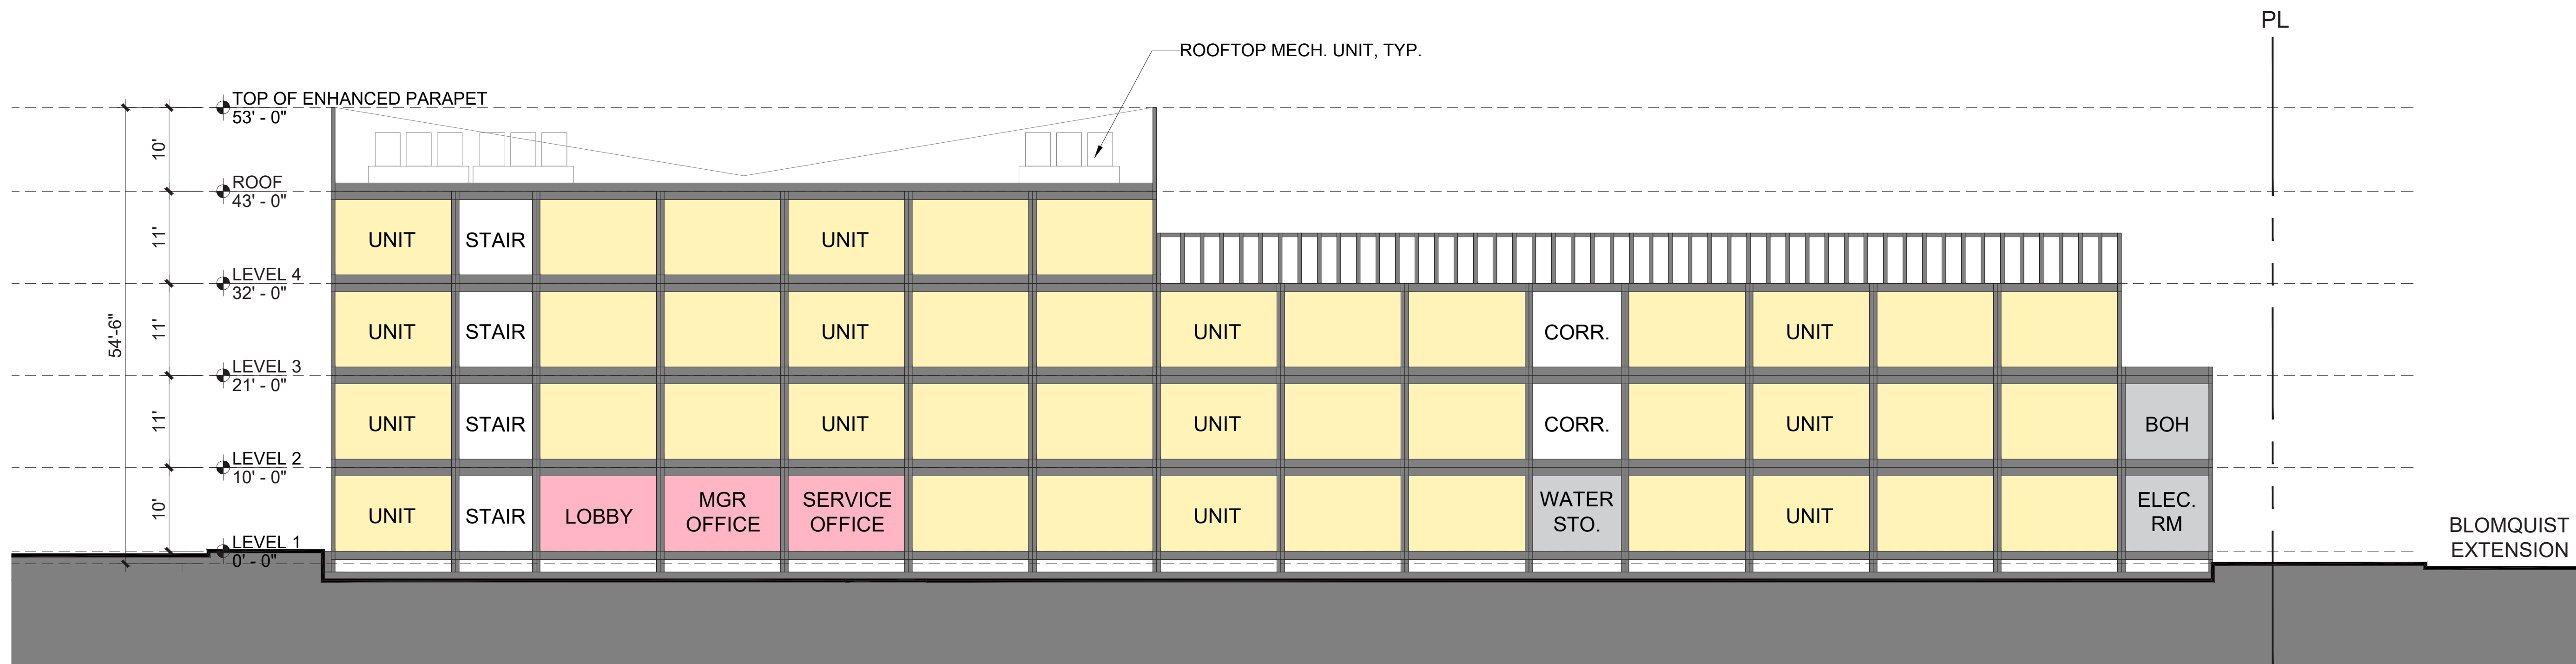 PL
ROOFTOP MECH. UNIT, TYP.
TOP OF ENHANCED PARAPET
53' - 0"
10'
ROOF
43' - 0"
11'
UNIT STAIR UNIT
LEVEL 4
32' - 0"
54'-6"
11'
UNIT STAIR UNIT UNIT CORR. UNIT
LEVEL 3
21' - 0"
11'
UNIT STAIR UNIT UNIT CORR. UNIT BOH
LEVEL 2
10' - 0"
10'
UNIT STAIR LOBBY
MGR
OFFICE
SERVICE
OFFICE
UNIT
WATER
STO.
UNIT
ELEC.
RM
LEVEL 1
0' - 0"
BLOMQUIST
EXTENSION